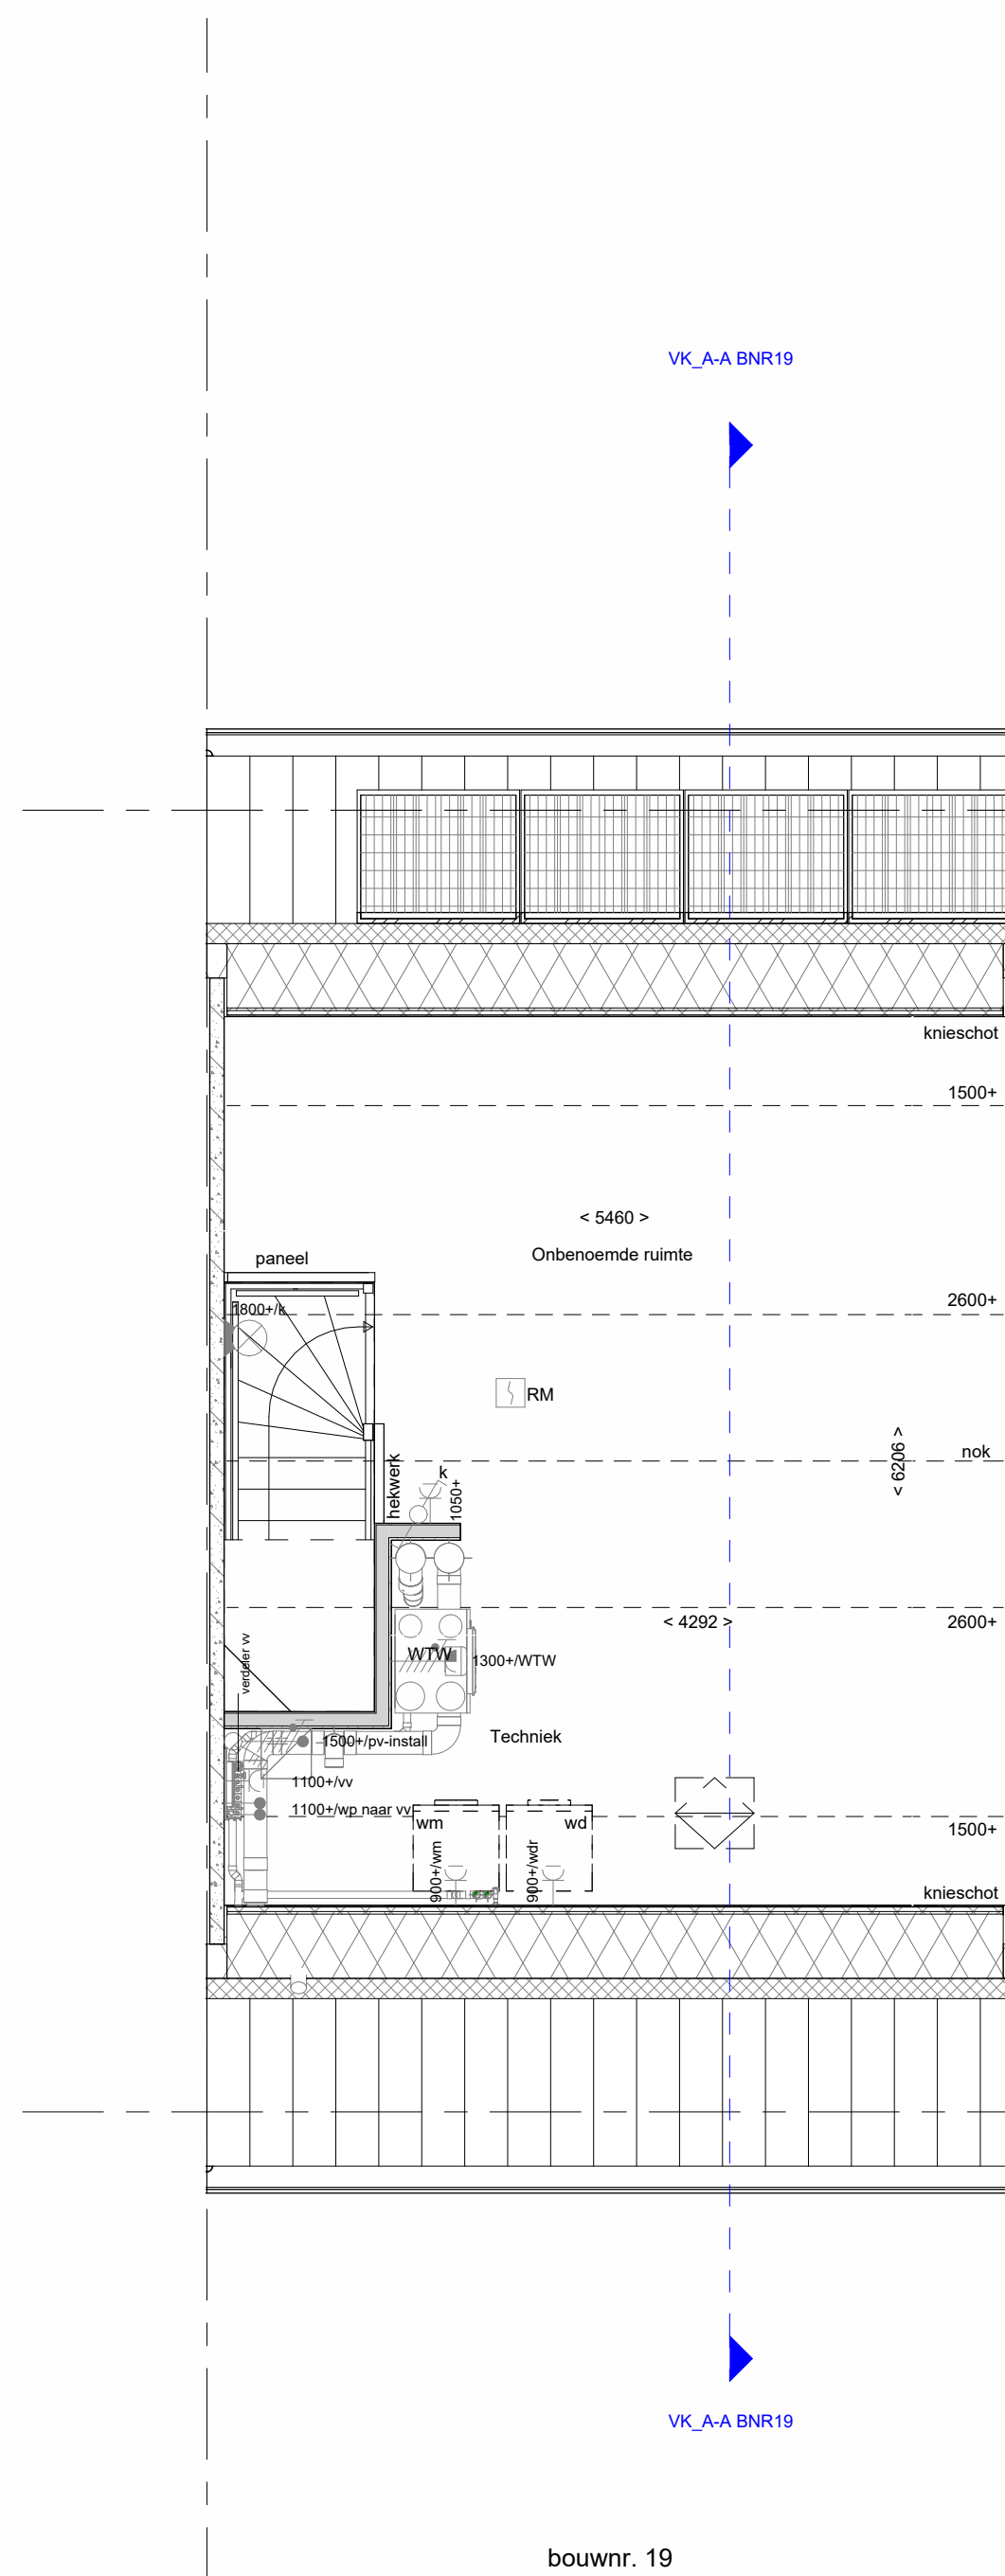 VK_A-A BNR19
knieschot
1500+
< 5460 >
Onbenoemde ruimte
paneel
2600+
1800+/k
RM
< 6206 >
nok
hekwerk
k
1050+
< 4292 >
2600+
verdeler vv
WTW
1300+/WTW
Techniek
1500+/pv-install
1100+/vv
1100+/wp naar vv
wm
wd
1500+
900+/wm
900+/wdr
knieschot
VK_A-A BNR19
bouwnr. 19